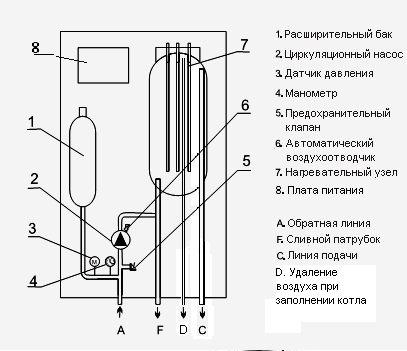 8
7
1
6
2
5
3
M
4
A
F
D
C
1. Расширительный бак
2. Циркуляционный насос
3. Датчик давления
4. Манометр
5. Предохранительный
клапан
6. Автоматический
воздухоотводчик
7. Нагревательный узел
8. Плата питания
A. Обратная линия
F. Сливной патрубок
C. Линия подачи
D. Удаление
воздуха при
заполнении котла